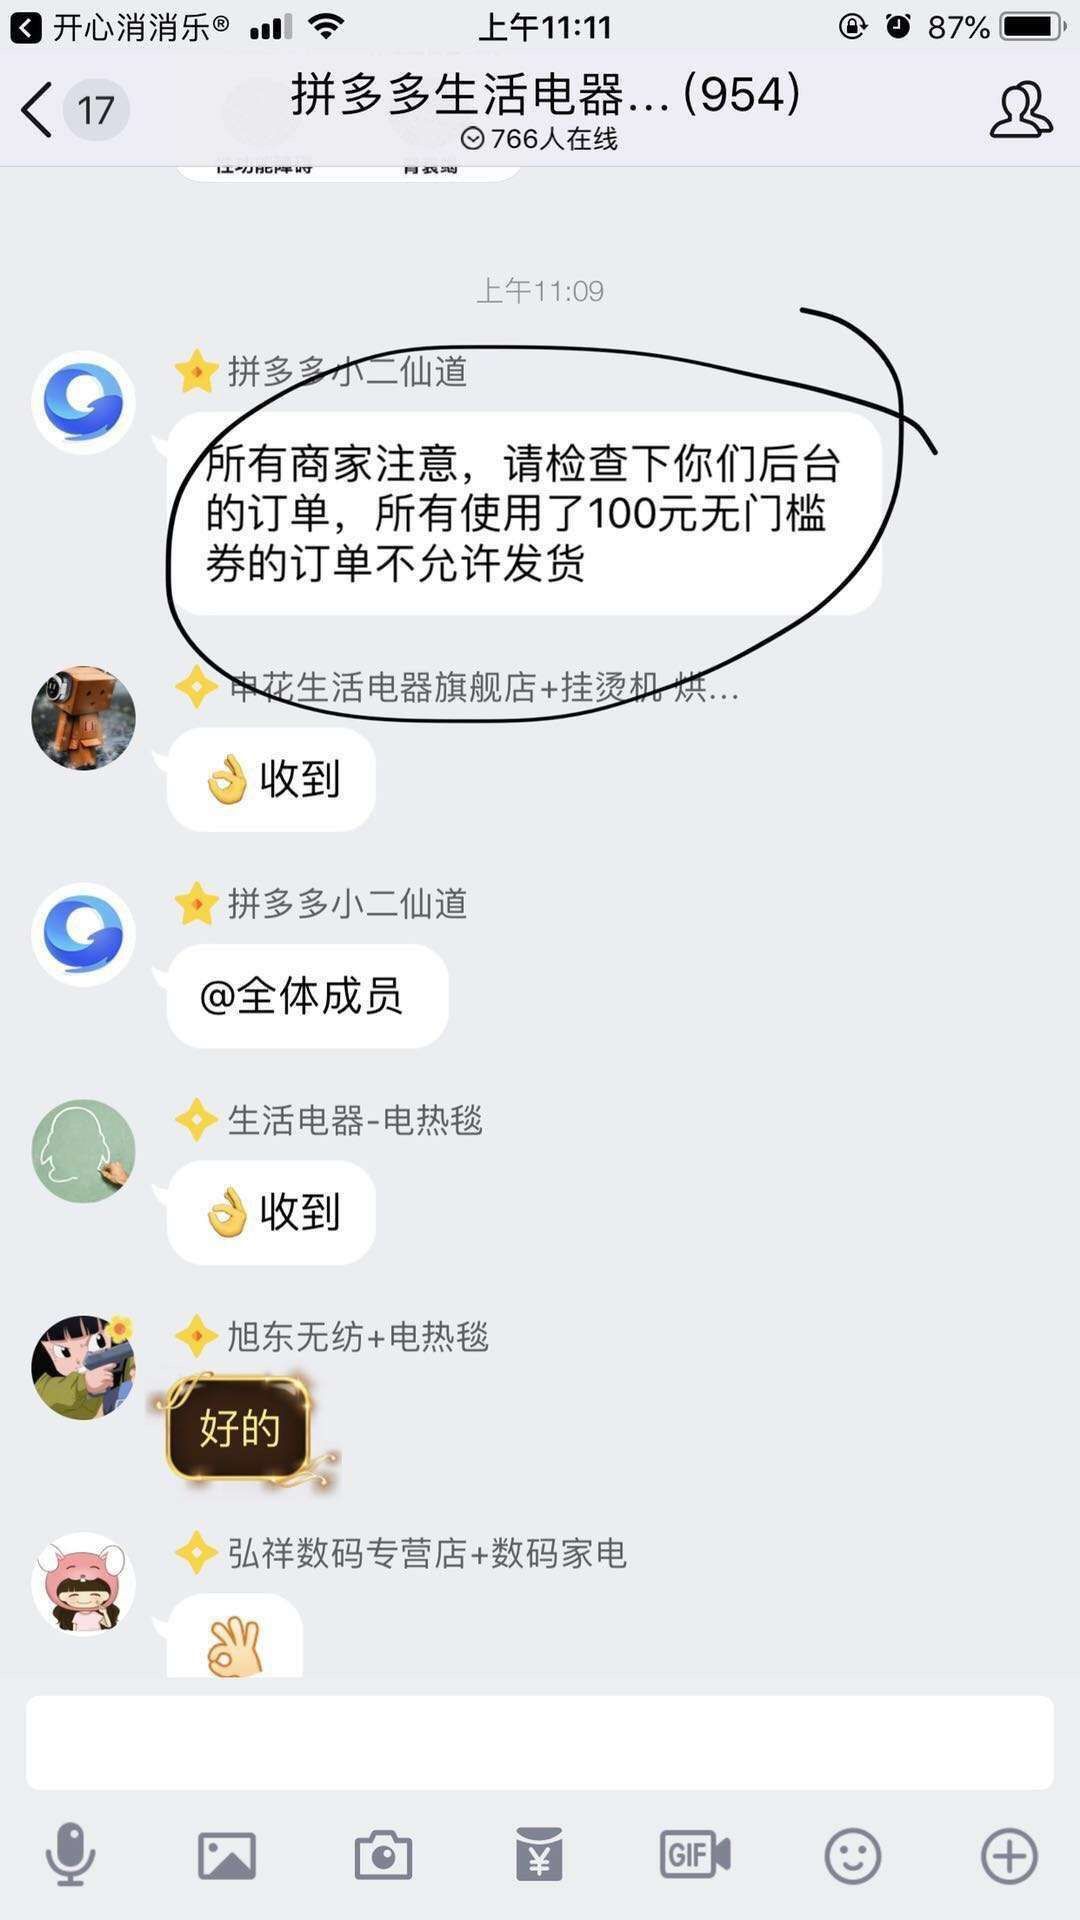 开心消消乐®
上午11:11
87%
17
拼多多生活电器...(954)
766人在线
性功能障碍
上午11:09
拼多多小二仙道
所有商家注意，请检查下你们后台
的订单，所有使用了100元无门槛
券的订单不允许发货
申花生活电器旗舰店+挂烫机 烘...
👌收到
拼多多小二仙道
@全体成员
生活电器-电热毯
👌收到
旭东无纺+电热毯
好的
弘祥数码专营店+数码家电
GIF